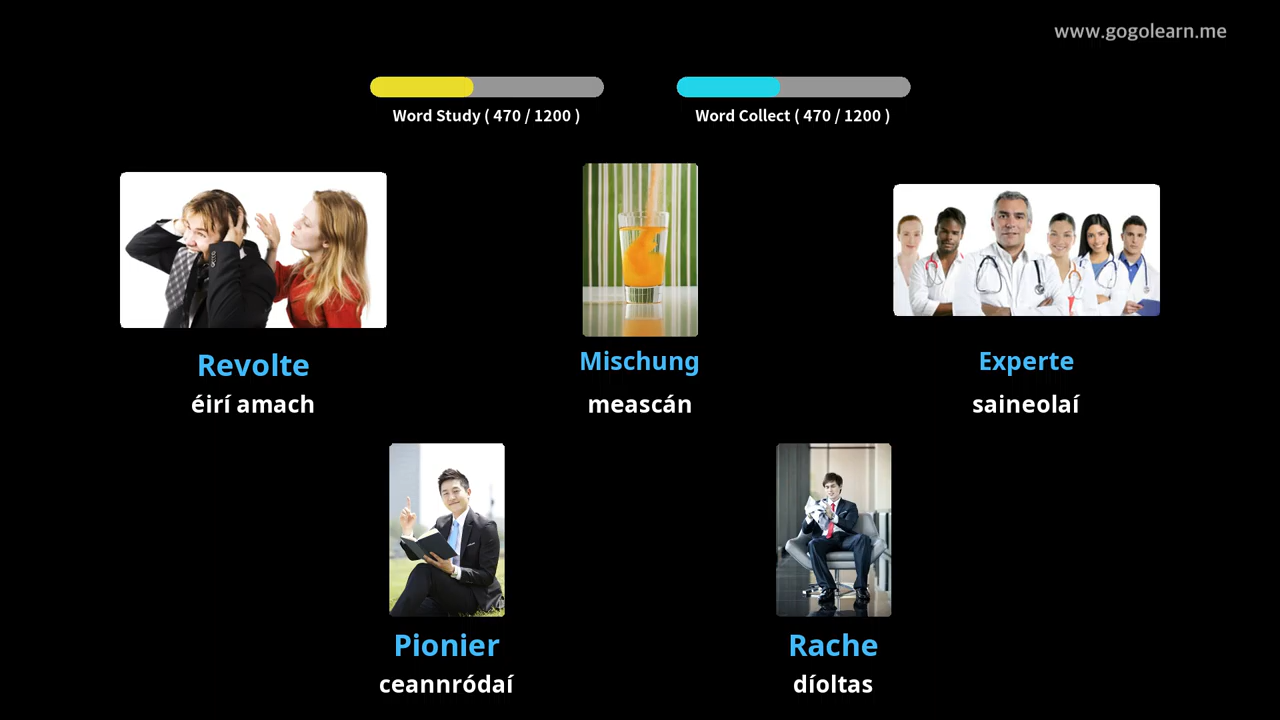 www.gogolearn.me
Word Study ( 470 / 1200 )
Word Collect ( 470 / 1200 )
Revolte
éirí amach
Mischung
meascán
Experte
saineolaí
Pionier
ceannródaí
Rache
díoltas